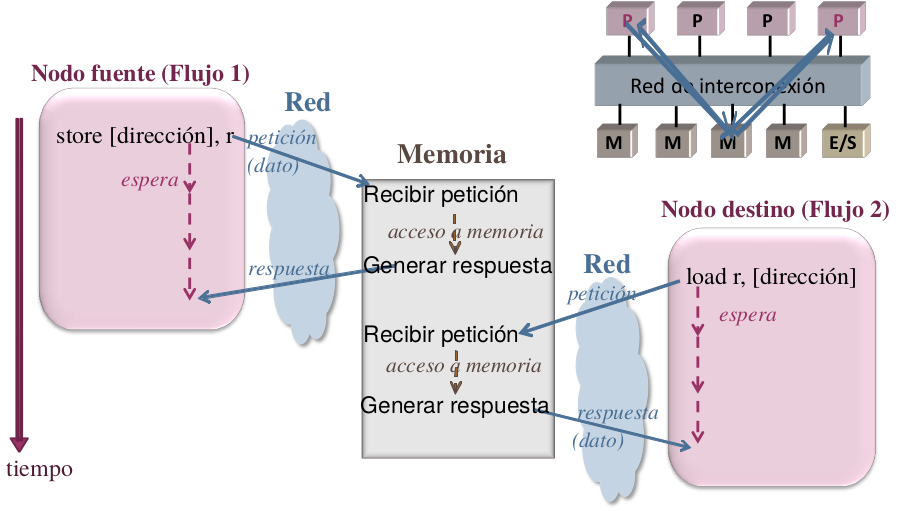 P P P P
Red de interconexión
M M M M E/S
Nodo fuente (Flujo 1)
Red
store [dirección], r
petición
(dato)
espera
respuesta
Memoria
Recibir petición
acceso a memoria
Generar respuesta
Recibir petición
acceso a memoria
Generar respuesta
Nodo destino (Flujo 2)
Red
petición
load r, [dirección]
espera
respuesta
(dato)
tiempo